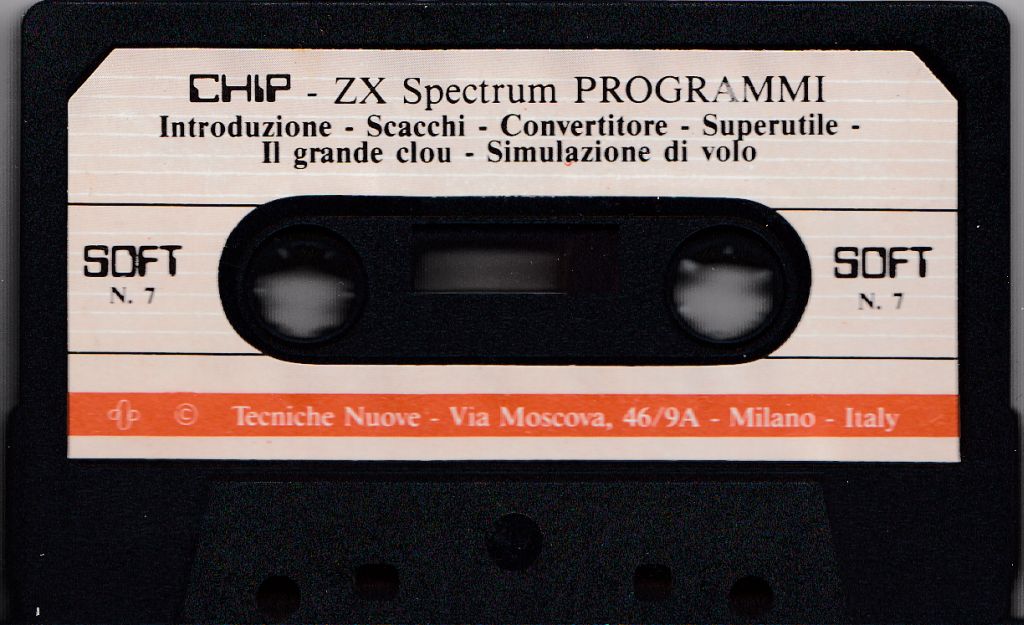 CHIP - ZX Spectrum PROGRAMMI
Introduzione - Scacchi - Convertitore - Superutile -
Il grande clou - Simulazione di volo
SOFT
N. 7
SOFT
N. 7
© Tecniche Nuove - Via Moscova, 46/9A - Milano - Italy